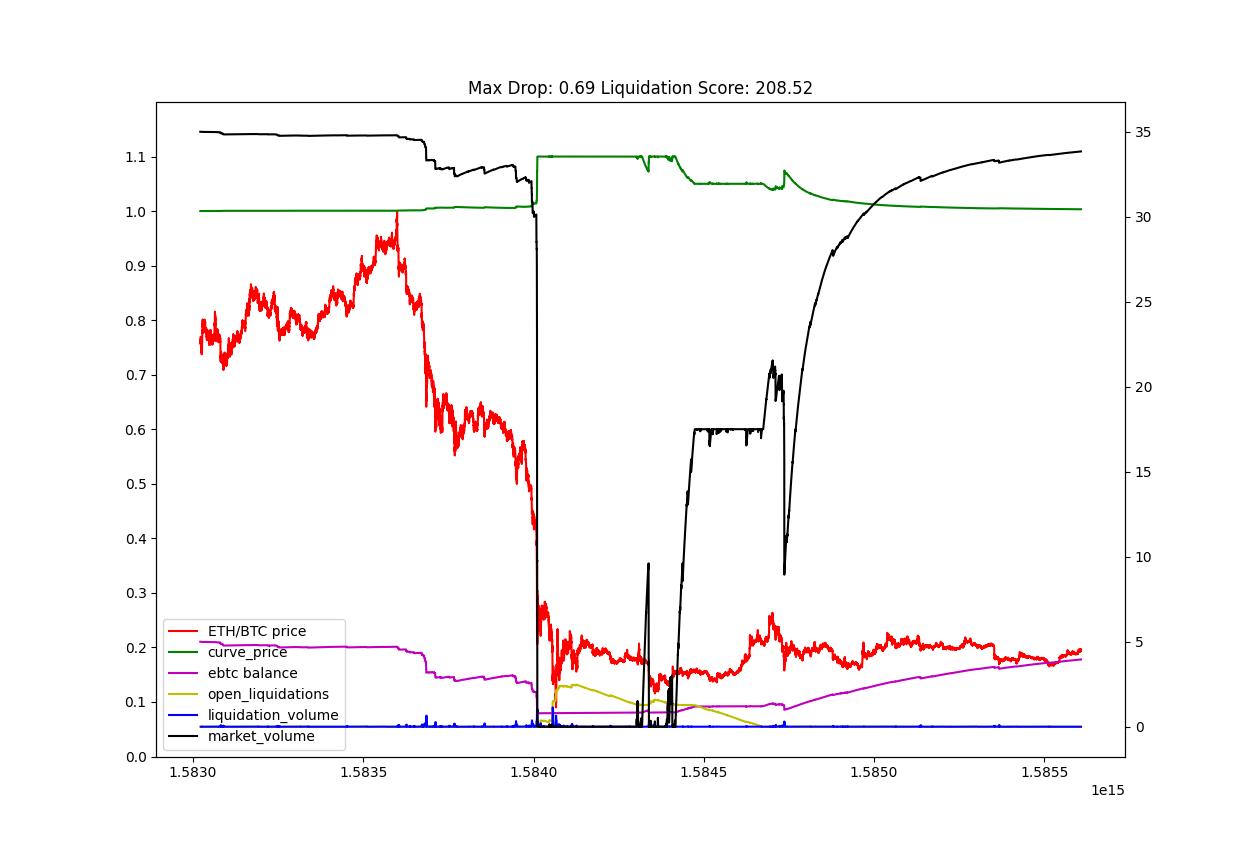 Max Drop: 0.69 Liquidation Score: 208.52
1.1
1.0
0.9
0.8
0.7
0.6
0.5
0.4
0.3
0.2
0.1
0.0
35
30
25
20
15
10
5
0
ETH/BTC price
curve_price
ebtc balance
open_liquidations
liquidation_volume
market_volume
1.5830 1.5835 1.5840 1.5845 1.5850 1.5855
1e15